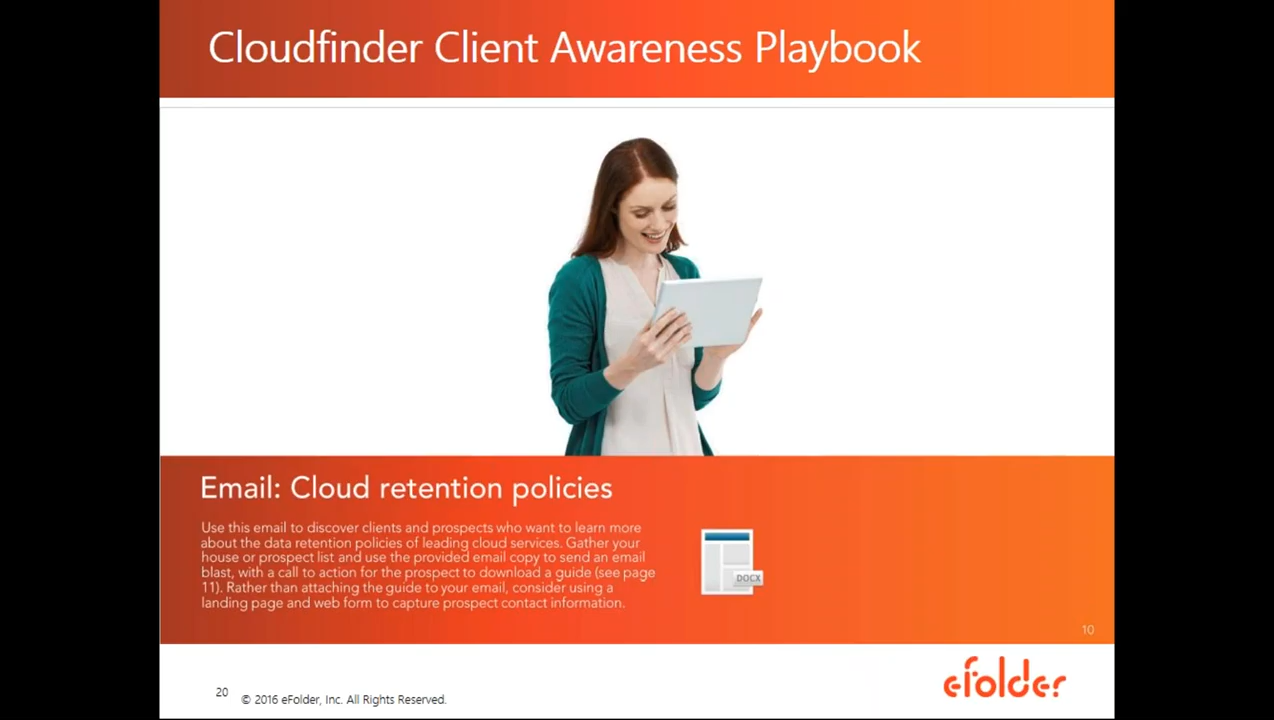 Cloudfinder Client Awareness Playbook
Email: Cloud retention policies
Use this email to discover clients and prospects who want to learn more
about the data retention policies of leading cloud services. Gather your
house or prospect list and use the provided email copy to send an email
blast, with a call to action for the prospect to download a guide (see page
11). Rather than attaching the guide to your email, consider using a
landing page and web form to capture prospect contact information.
DOCX
10
20
© 2016 eFolder, Inc. All Rights Reserved.
efolder